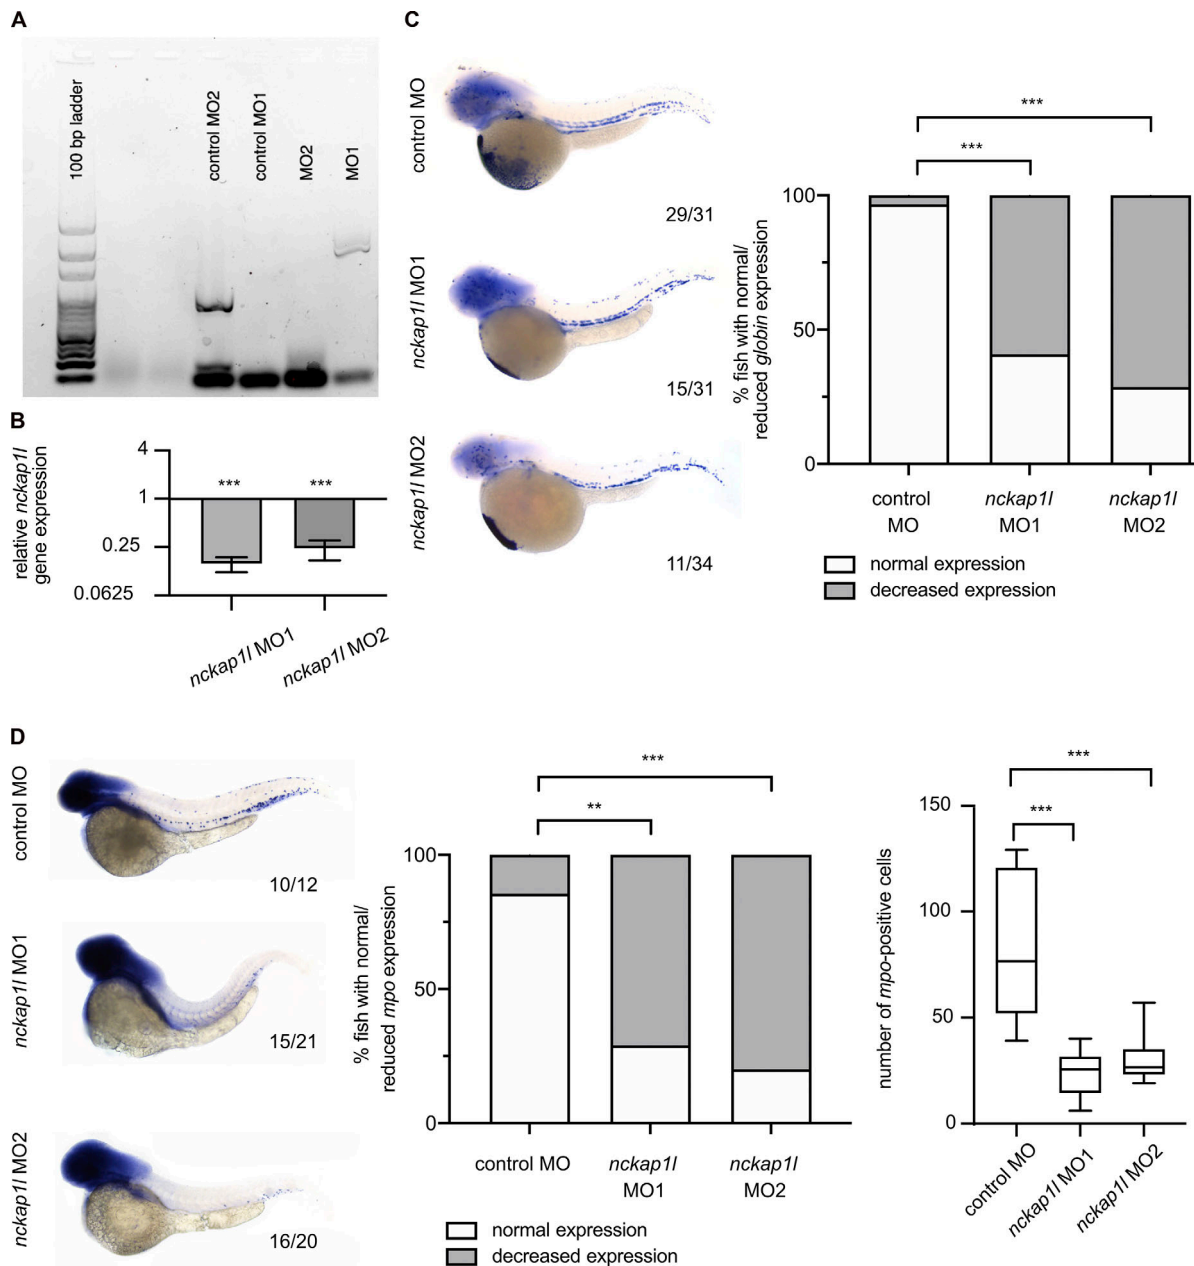 A
100 bp ladder
control MO2
control MO1
MO2
MO1
B
relative nckap1l
gene expression
4
1
0.25
0.0625
***
***
nckap1l MO1
nckap1l MO2
C
control MO
29/31
nckap1l MO1
15/31
nckap1l MO2
11/34
% fish with normal/
reduced globin expression
100
50
0
***
***
control
MO
nckap1l
MO1
nckap1l
MO2
normal expression
decreased expression
D
control MO
10/12
nckap1l MO1
15/21
nckap1l MO2
16/20
% fish with normal/
reduced mpo expression
100
50
0
***
**
control MO
nckap1l
MO1
nckap1l
MO2
normal expression
decreased expression
number of mpo-positive cells
150
100
50
0
***
***
control MO
nckap1l MO1
nckap1l MO2